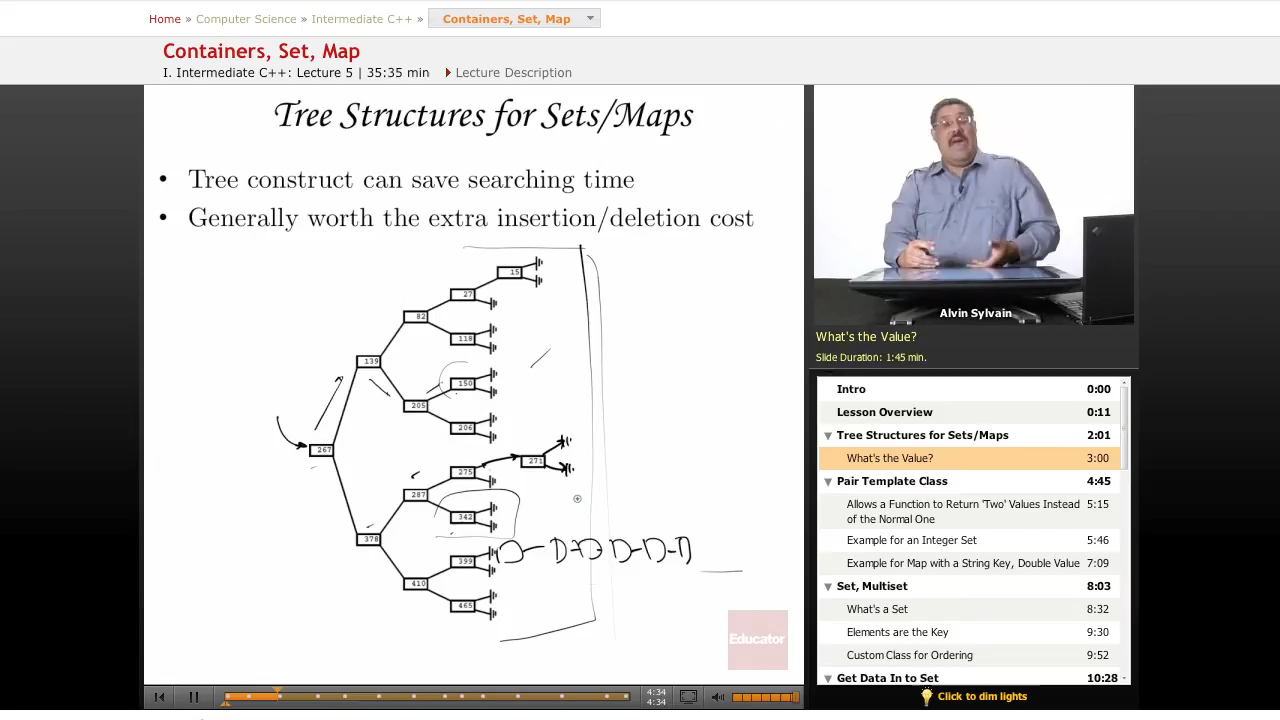 Home » Computer Science » Intermediate C++ » Containers, Set, Map
Containers, Set, Map
I. Intermediate C++: Lecture 5 | 35:35 min Lecture Description
Tree Structures for Sets/Maps
• Tree construct can save searching time
• Generally worth the extra insertion/deletion cost
15
27
82
118
139
150
205
206
267
271
275
287
342
378
399
410
465
Educator
4:34
4:34
Alvin Sylvain
What's the Value?
Slide Duration: 1:45 min.
Intro 0:00
Lesson Overview 0:11
Tree Structures for Sets/Maps 2:01
What's the Value? 3:00
Pair Template Class 4:45
Allows a Function to Return 'Two' Values Instead 5:15
of the Normal One
Example for an Integer Set 5:46
Example for Map with a String Key, Double Value 7:09
Set, Multiset 8:03
What's a Set 8:32
Elements are the Key 9:30
Custom Class for Ordering 9:52
Get Data In to Set 10:28
Click to dim lights